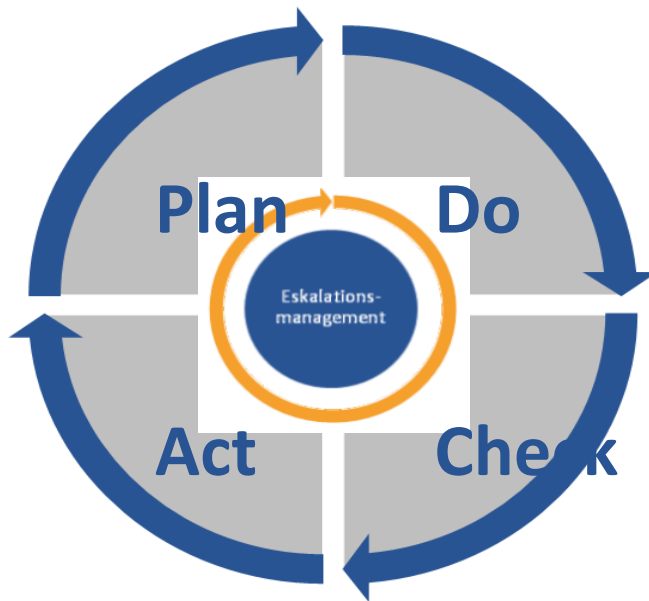 Plan
Do
Eskalations-
management
Act
Check